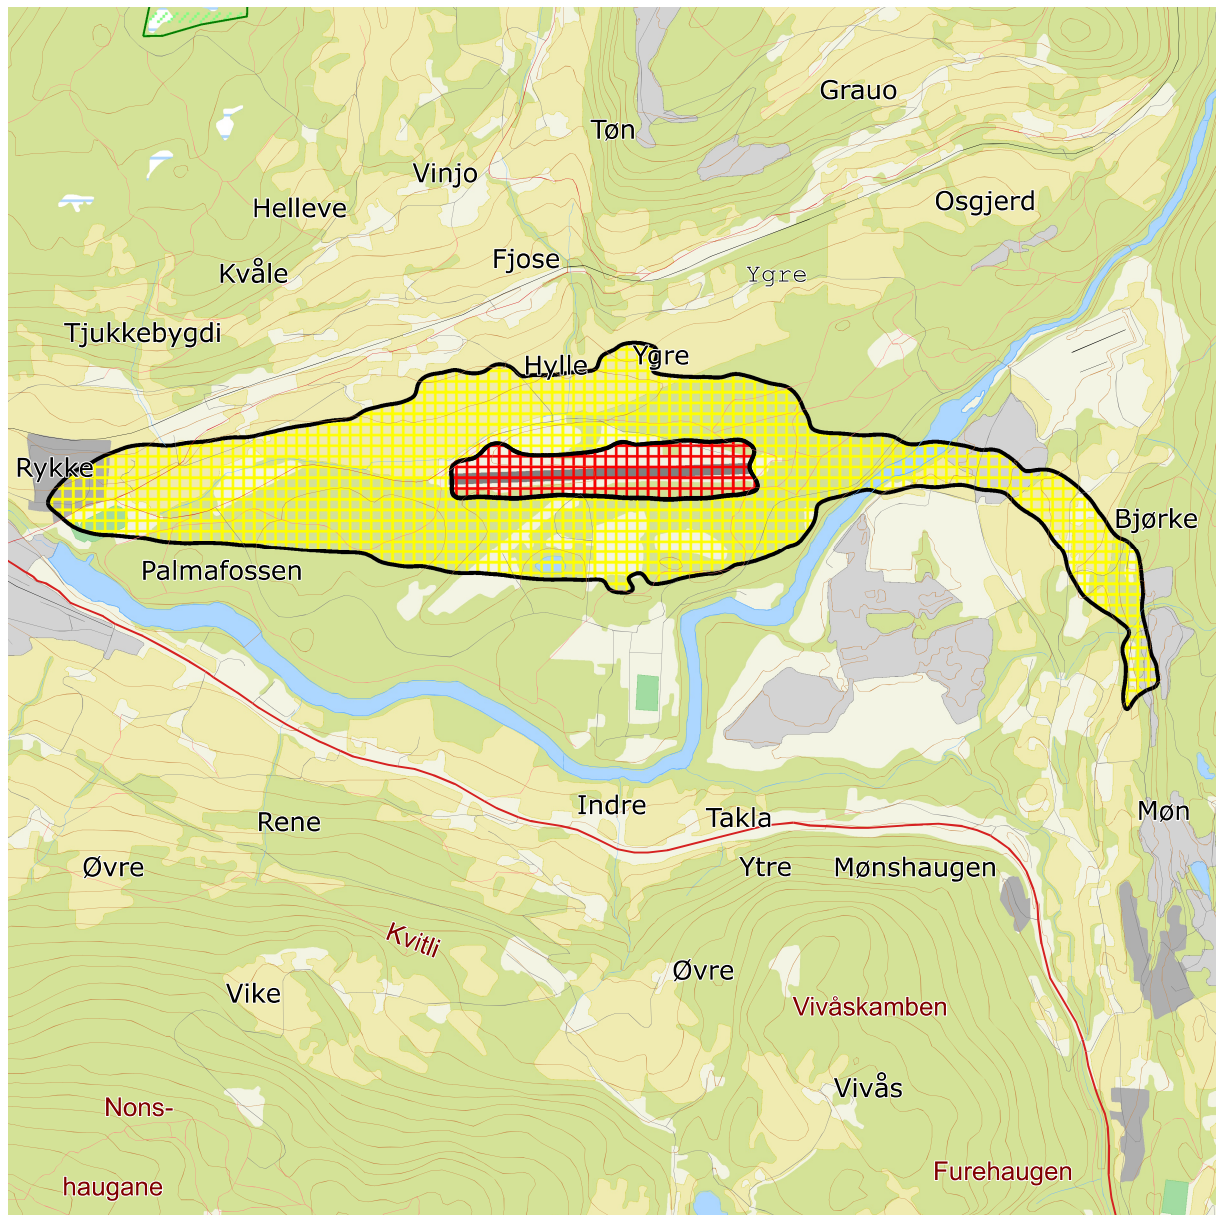 Grauo
Tøn
Vinjo
Osgjerd
Helleve
Fjose
Kvåle
Ygre
Tjukkebygdi
Ygre
Hylle
Rykke
Bjørke
Palmafossen
Indre
Takla
Møn
Rene
Øvre
Ytre
Mønshaugen
Kvitli
Øvre
Vike
Vivåskamben
Vivås
Nons-
haugane
Furehaugen